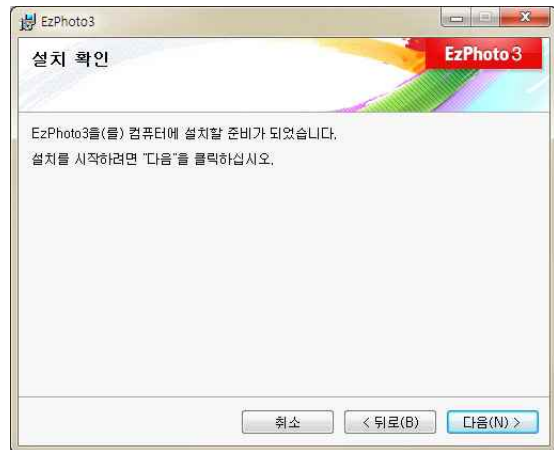 EzPhoto3
설치 확인
EzPhoto3
EzPhoto3을(를) 컴퓨터에 설치할 준비가 되었습니다.
설치를 시작하려면 "다음"을 클릭하십시오.
취소
< 뒤로(B)
다음(N) >